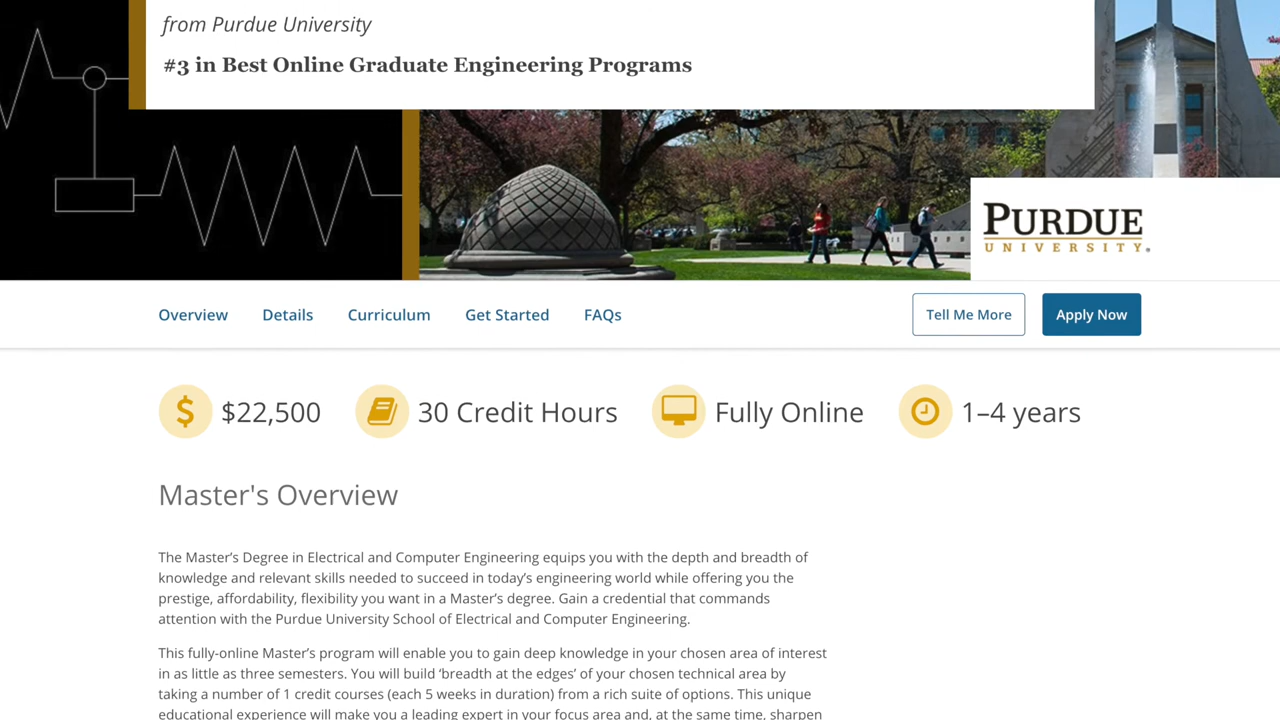 from Purdue University
#3 in Best Online Graduate Engineering Programs
PURDUE
UNIVERSITY®
Overview Details Curriculum Get Started FAQs Tell Me More Apply Now
$22,500 30 Credit Hours Fully Online 1–4 years
Master's Overview
The Master’s Degree in Electrical and Computer Engineering equips you with the depth and breadth of
knowledge and relevant skills needed to succeed in today’s engineering world while offering you the
prestige, affordability, flexibility you want in a Master’s degree. Gain a credential that commands
attention with the Purdue University School of Electrical and Computer Engineering.
This fully-online Master’s program will enable you to gain deep knowledge in your chosen area of interest
in as little as three semesters. You will build ‘breadth at the edges’ of your chosen technical area by
taking a number of 1 credit courses (each 5 weeks in duration) from a rich suite of options. This unique
educational experience will make you a leading expert in your focus area and, at the same time, sharpen